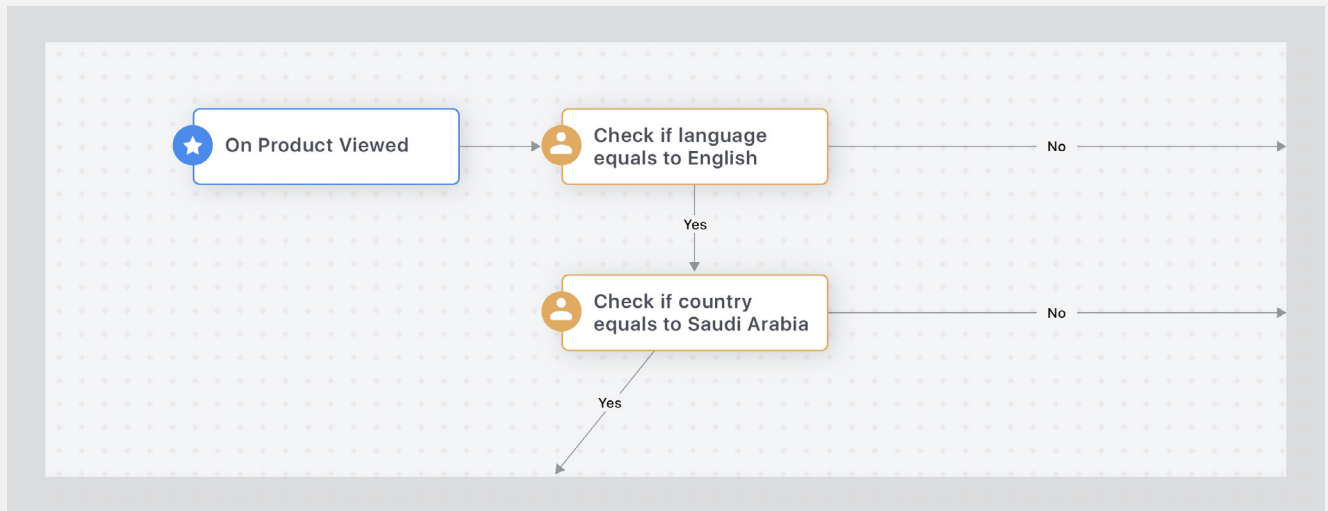 On Product Viewed
Check if language
equals to English
No
Yes
Check if country
equals to Saudi Arabia
No
Yes